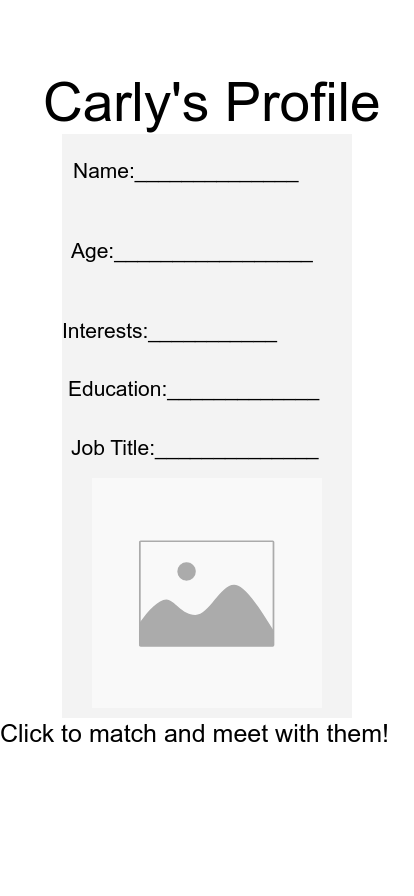 Carly's Profile
Name:______________
Age:_________________
Interests:___________
Education:_____________
Job Title:______________
Click to match and meet with them!